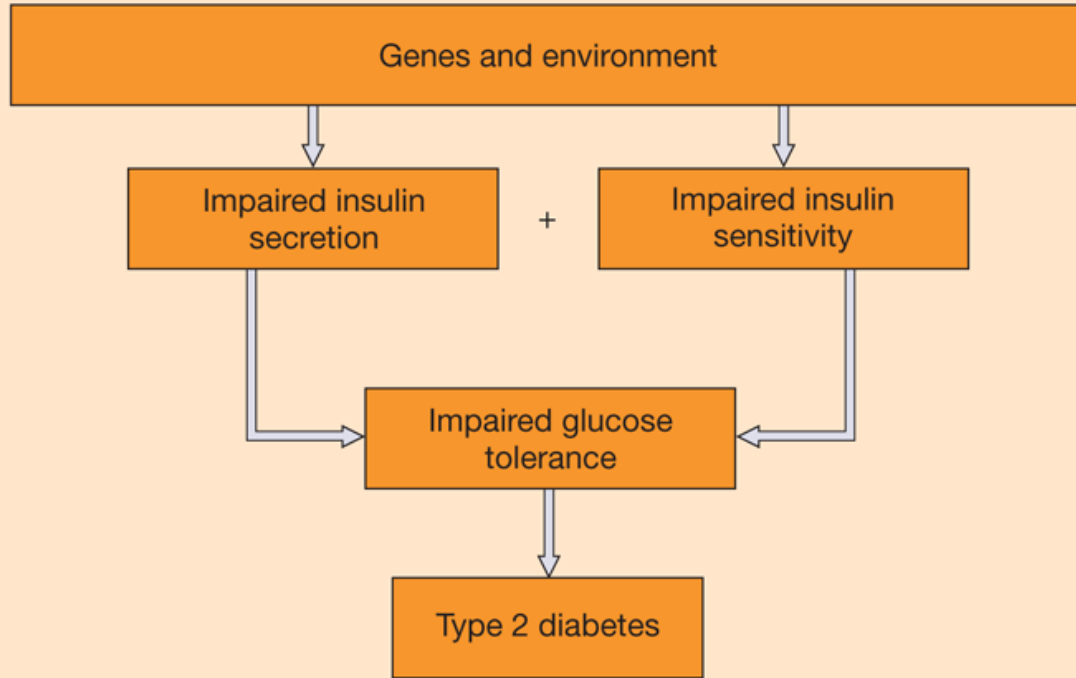 Genes and environment
Impaired insulin
secretion
+
Impaired insulin
sensitivity
Impaired glucose
tolerance
Type 2 diabetes